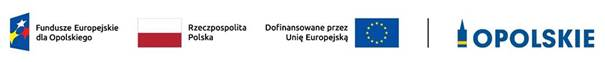 Fundusze Europejskie
dla Opolskiego
Rzeczpospolita
Polska
Dofinansowane przez
Unię Europejską
OPOLSKIE